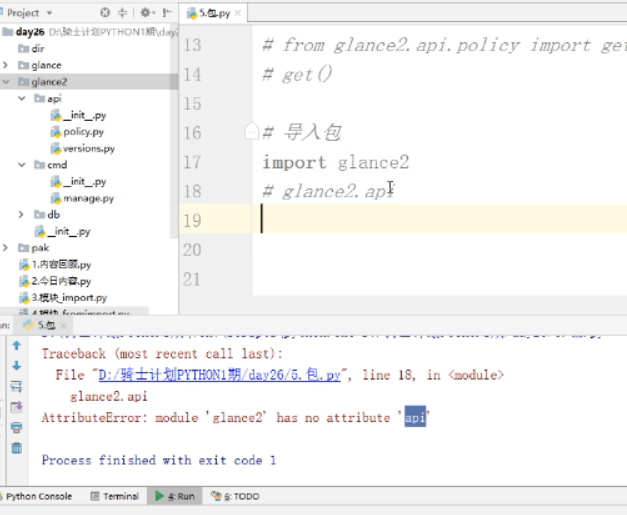 Project
5.包.py
day26 D:\骑士计划PYTHON1期\day2
dir
glance
glance2
api
__init__.py
policy.py
versions.py
cmd
__init__.py
manage.py
db
__init__.py
pak
1.内容回顾.py
2.今日内容.py
3.模块_import.py
4.模块_fromimport.py
13 # from glance2.api.policy import get
14 # get()
15
16 # 导入包
17 import glance2
18 # glance2.api
19
20
21
5.包
Traceback (most recent call last):
File "D:/骑士计划PYTHON1期/day26/5.包.py", line 18, in <module>
glance2.api
AttributeError: module 'glance2' has no attribute 'api'
Process finished with exit code 1
Python Console
Terminal
4: Run
6: TODO